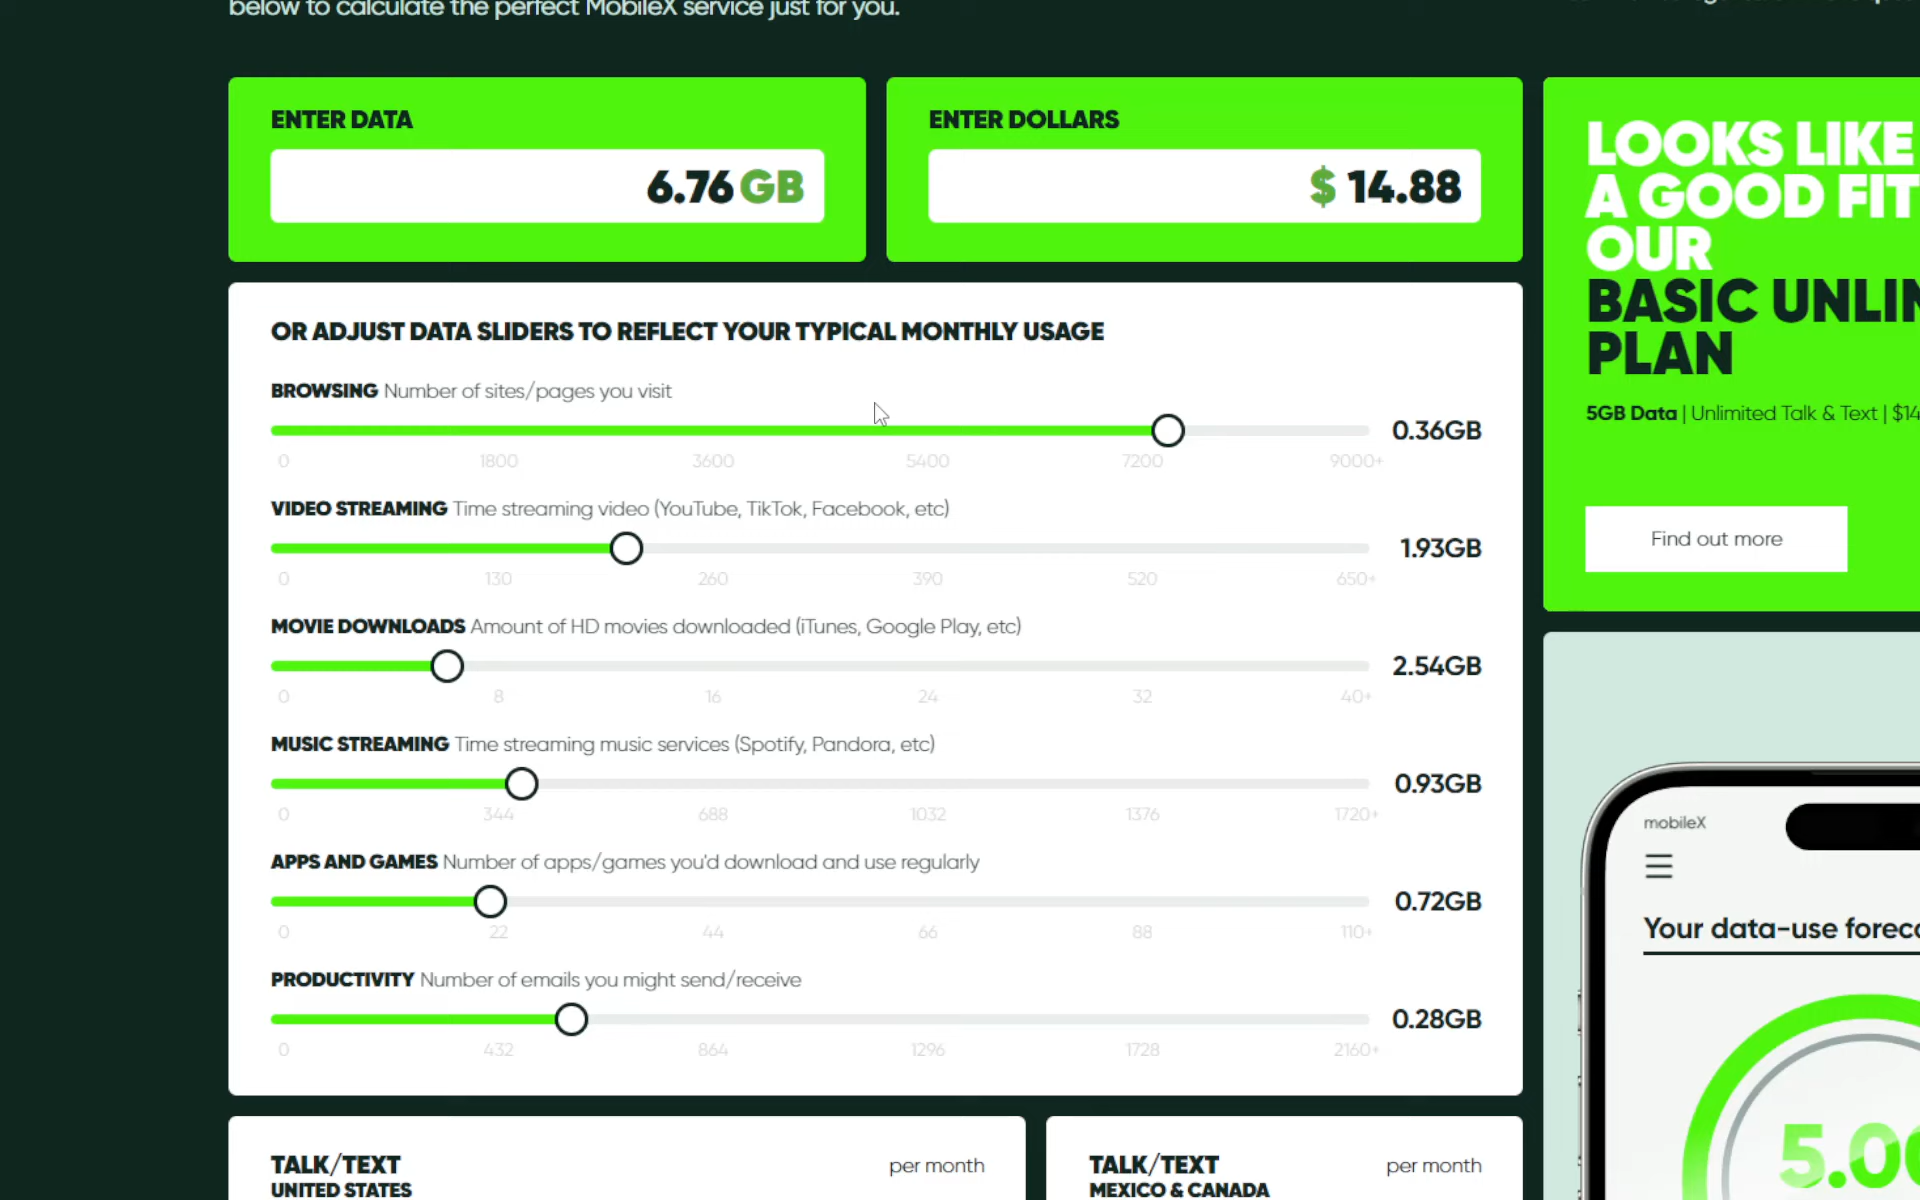 below to calculate the perfect MobileX service just for you.
ENTER DATA
6.76 GB
ENTER DOLLARS
$ 14.88
OR ADJUST DATA SLIDERS TO REFLECT YOUR TYPICAL MONTHLY USAGE
BROWSING Number of sites/pages you visit
0.36GB
0 1800 3600 5400 7200 9000+
VIDEO STREAMING Time streaming video (YouTube, TikTok, Facebook, etc)
1.93GB
0 130 260 390 520 650+
MOVIE DOWNLOADS Amount of HD movies downloaded (iTunes, Google Play, etc)
2.54GB
0 8 16 24 32 40+
MUSIC STREAMING Time streaming music services (Spotify, Pandora, etc)
0.93GB
0 344 688 1032 1376 1720+
APPS AND GAMES Number of apps/games you'd download and use regularly
0.72GB
0 22 44 66 88 110+
PRODUCTIVITY Number of emails you might send/receive
0.28GB
0 432 864 1296 1728 2160+
TALK/TEXT
UNITED STATES
per month
TALK/TEXT
MEXICO & CANADA
per month
LOOKS LIKE
A GOOD FIT
OUR
BASIC UNLIM
PLAN
5GB Data | Unlimited Talk & Text | $14
Find out more
mobileX
Your data-use foreca
5.00